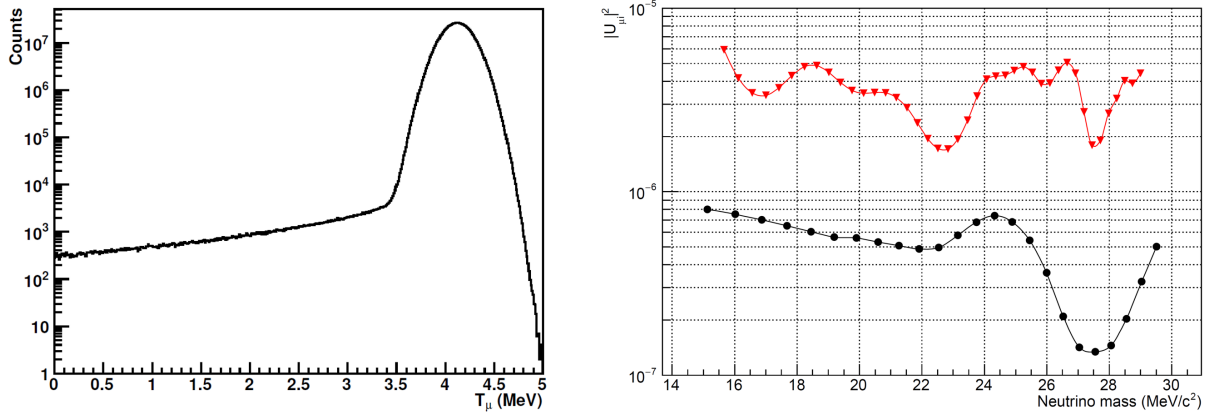 Counts
10⁷
10⁶
10⁵
10⁴
10³
10²
10
1
0 0.5 1 1.5 2 2.5 3 3.5 4 4.5 5
T_μ (MeV)
|U_μi|²
10⁻⁵
10⁻⁶
10⁻⁷
14 16 18 20 22 24 26 28 30
Neutrino mass (MeV/c²)